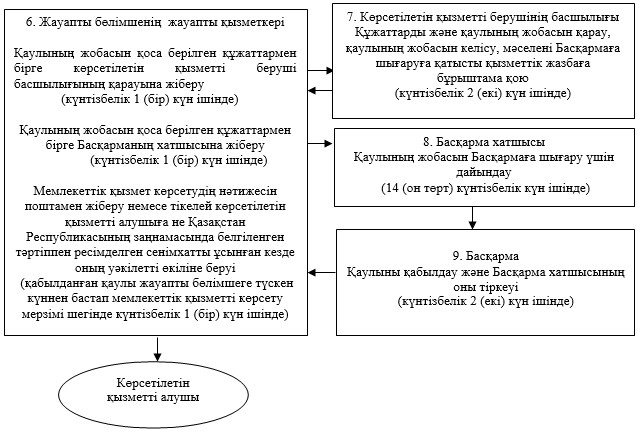 6. Жауапты бөлімшенің жауапты қызметкері
Қаулының жобасын қоса берілген құжаттармен
бірге көрсетілетін қызметті беруші
басшылығының қарауына жіберу
(күнтізбелік 1 (бір) күн ішінде)
Қаулының жобасын қоса берілген құжаттармен
бірге Басқарманың хатшысына жіберу
(күнтізбелік 1 (бір) күн ішінде)
Мемлекеттік қызмет көрсетудің нәтижесін
поштамен жіберу немесе тікелей көрсетілетін
қызметті алушыға не Қазақстан
Республикасының заңнамасында белгіленген
тәртіппен ресімделген сенімхатты ұсынған кезде
оның уәкілетті өкіліне беруі
(қабылданған қаулы жауапты бөлімшеге түскен
күннен бастап мемлекеттік қызметті көрсету
мерзімі шегінде күнтізбелік 1 (бір) күн ішінде)
7. Көрсетілетін қызметті берушінің басшылығы
Құжаттарды және қаулының жобасын қарау,
қаулының жобасын келісу, мәселені Басқармаға
шығаруға қатысты қызметтік жазбаға
бұрыштама қою
(күнтізбелік 2 (екі) күн ішінде)
8. Басқарма хатшысы
Қаулының жобасын Басқармаға шығару үшін
дайындау
(14 (он төрт) күнтізбелік күн ішінде)
9. Басқарма
Қаулыны қабылдау және Басқарма хатшысының
оны тіркеуі
(күнтізбелік 2 (екі) күн ішінде)
Көрсетілетін
қызметті алушы